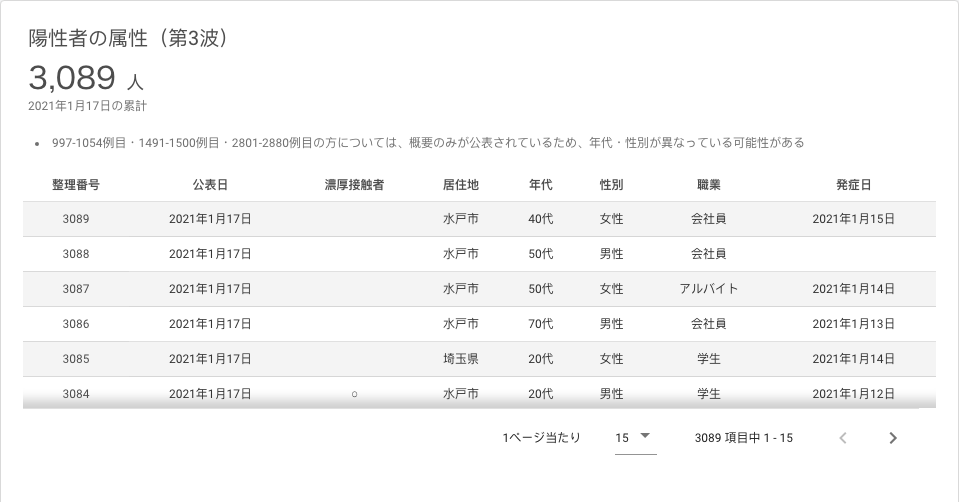 陽性者の属性（第3波）
3,089 人
2021年1月17日の累計
• 997-1054例目・1491-1500例目・2801-2880例目の方については、概要のみが公表されているため、年代・性別が異なっている可能性がある
整理番号 公表日 濃厚接触者 居住地 年代 性別 職業 発症日
3089 2021年1月17日 水戸市 40代 女性 会社員 2021年1月15日
3088 2021年1月17日 水戸市 50代 男性 会社員
3087 2021年1月17日 水戸市 50代 女性 アルバイト 2021年1月14日
3086 2021年1月17日 水戸市 70代 男性 会社員 2021年1月13日
3085 2021年1月17日 埼玉県 20代 女性 学生 2021年1月14日
3084 2021年1月17日 ○ 水戸市 20代 男性 学生 2021年1月12日
1ページ当たり 15 3089 項目中 1 - 15